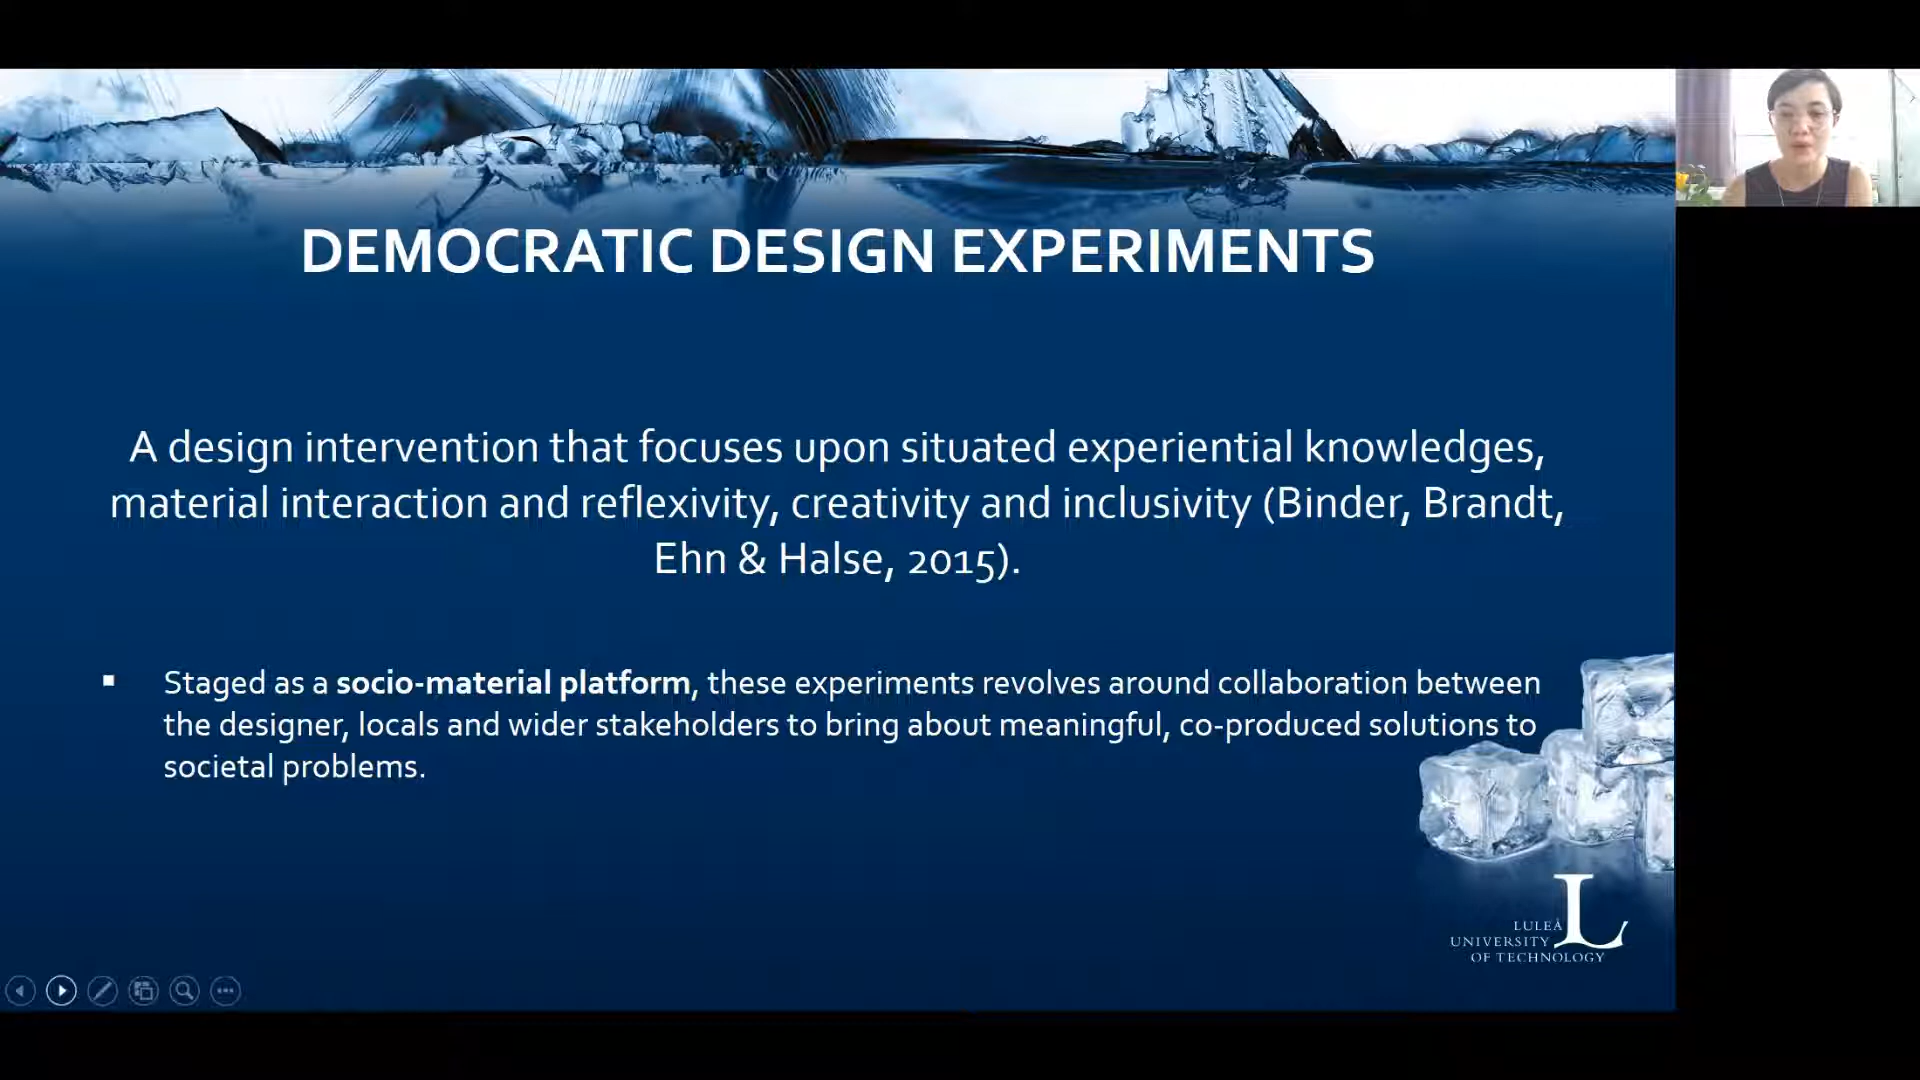 DEMOCRATIC DESIGN EXPERIMENTS
A design intervention that focuses upon situated experiential knowledges,
material interaction and reflexivity, creativity and inclusivity (Binder, Brandt,
Ehn & Halse, 2015).
▪ Staged as a socio-material platform, these experiments revolves around collaboration between
the designer, locals and wider stakeholders to bring about meaningful, co-produced solutions to
societal problems.
LULEÅ
UNIVERSITY
OF TECHNOLOGY
L